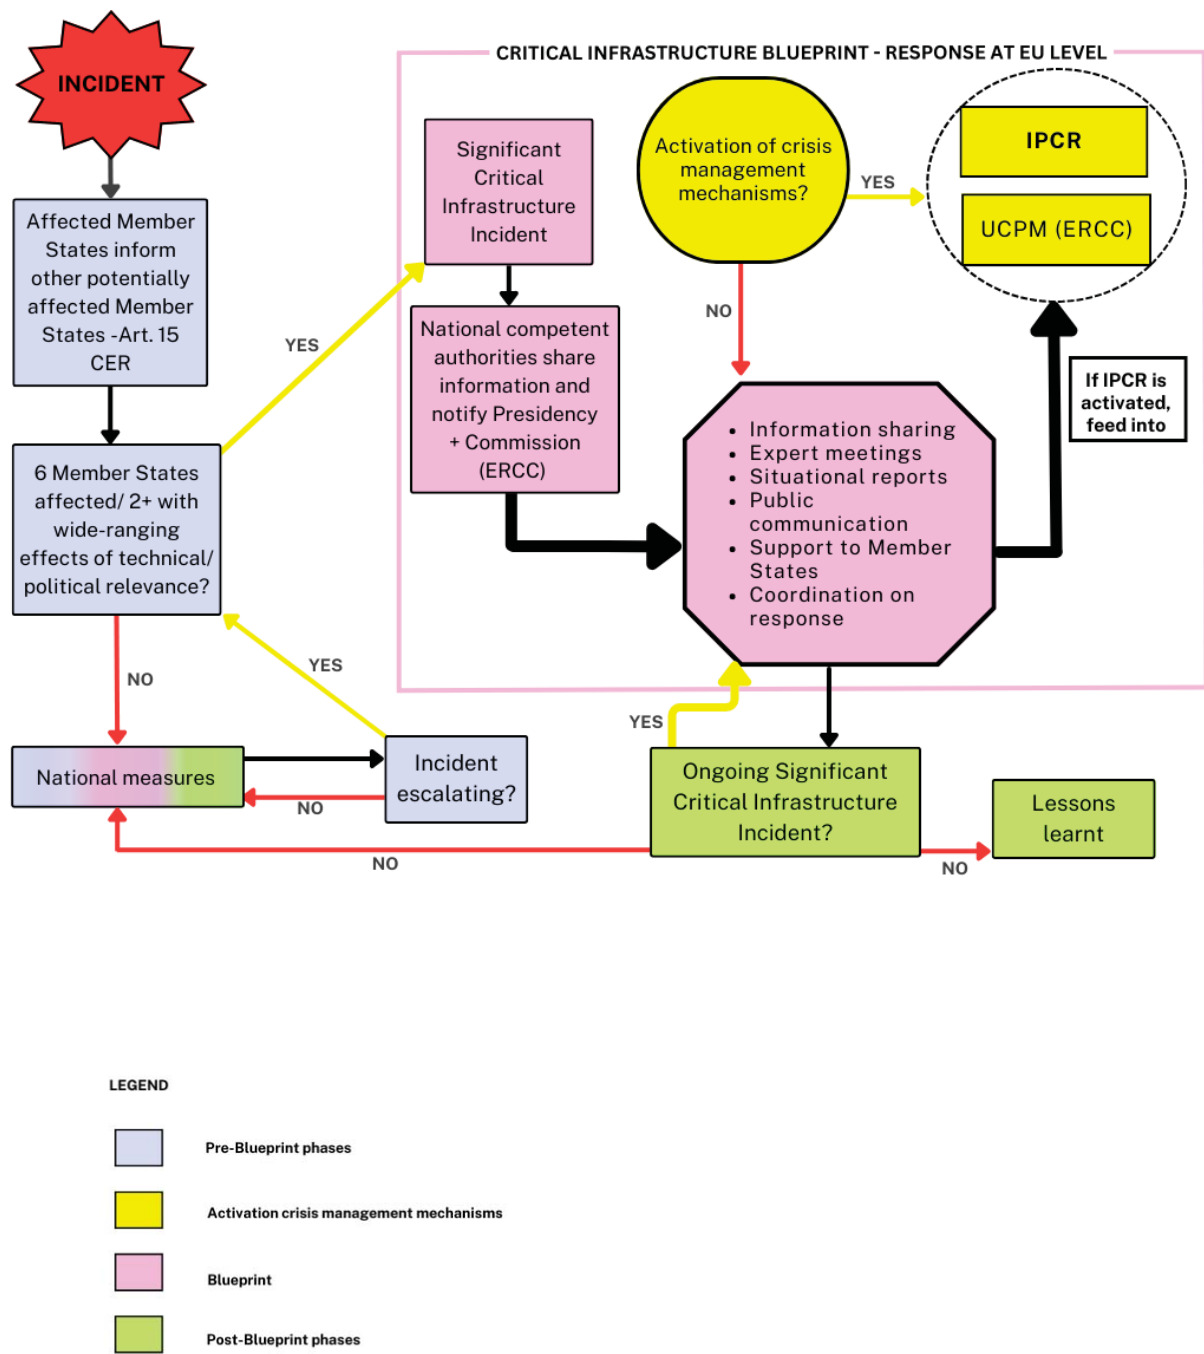 INCIDENT
Affected Member
States inform
other potentially
affected Member
States -Art. 15
CER
6 Member States
affected/ 2+ with
wide-ranging
effects of technical/
political relevance?
YES
NO
National measures
YES
NO
Incident
escalating?
CRITICAL INFRASTRUCTURE BLUEPRINT - RESPONSE AT EU LEVEL
Significant
Critical
Infrastructure
Incident
National competent
authorities share
information and
notify Presidency
+ Commission
(ERCC)
Activation of crisis
management
mechanisms?
YES
NO
IPCR
UCPM (ERCC)
If IPCR is
activated,
feed into
• Information sharing
• Expert meetings
• Situational reports
• Public
communication
• Support to Member
States
• Coordination on
response
YES
Ongoing Significant
Critical Infrastructure
Incident?
NO
NO
Lessons
learnt
LEGEND
Pre-Blueprint phases
Activation crisis management mechanisms
Blueprint
Post-Blueprint phases